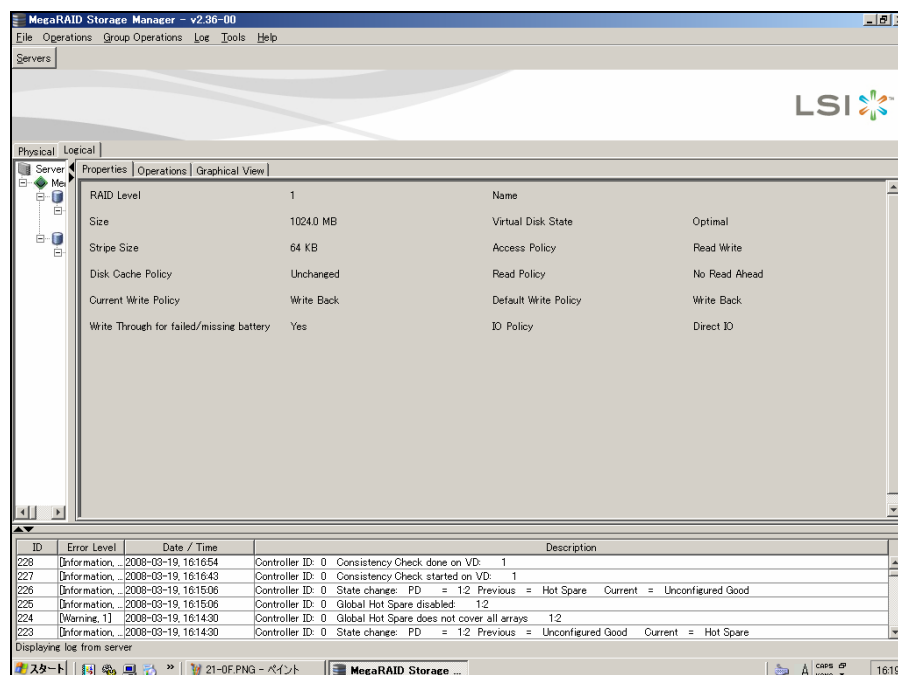 MegaRAID Storage Manager - v2.36-00
File Operations Group Operations Log Tools Help
Servers
LSI
Physical Logical
Server
Properties Operations Graphical View
RAID Level 1 Name
Size 1024.0 MB Virtual Disk State Optimal
Stripe Size 64 KB Access Policy Read Write
Disk Cache Policy Unchanged Read Policy No Read Ahead
Current Write Policy Write Back Default Write Policy Write Back
Write Through for failed/missing battery Yes IO Policy Direct IO
ID Error Level Date / Time Description
228 [Information, ... 2008-03-19, 16:16:54 Controller ID: 0 Consistency Check done on VD: 1
227 [Information, ... 2008-03-19, 16:16:43 Controller ID: 0 Consistency Check started on VD: 1
226 [Information, ... 2008-03-19, 16:15:06 Controller ID: 0 State change: PD = 1:2 Previous = Hot Spare Current = Unconfigured Good
225 [Information, ... 2008-03-19, 16:15:06 Controller ID: 0 Global Hot Spare disabled: 1:2
224 [Warning, 1] 2008-03-19, 16:14:30 Controller ID: 0 Global Hot Spare does not cover all arrays 1:2
223 [Information, ... 2008-03-19, 16:14:30 Controller ID: 0 State change: PD = 1:2 Previous = Unconfigured Good Current = Hot Spare
Displaying log from server
スタート » 21-0F.PNG - ペイント MegaRAID Storage ... A CAPS 16:19